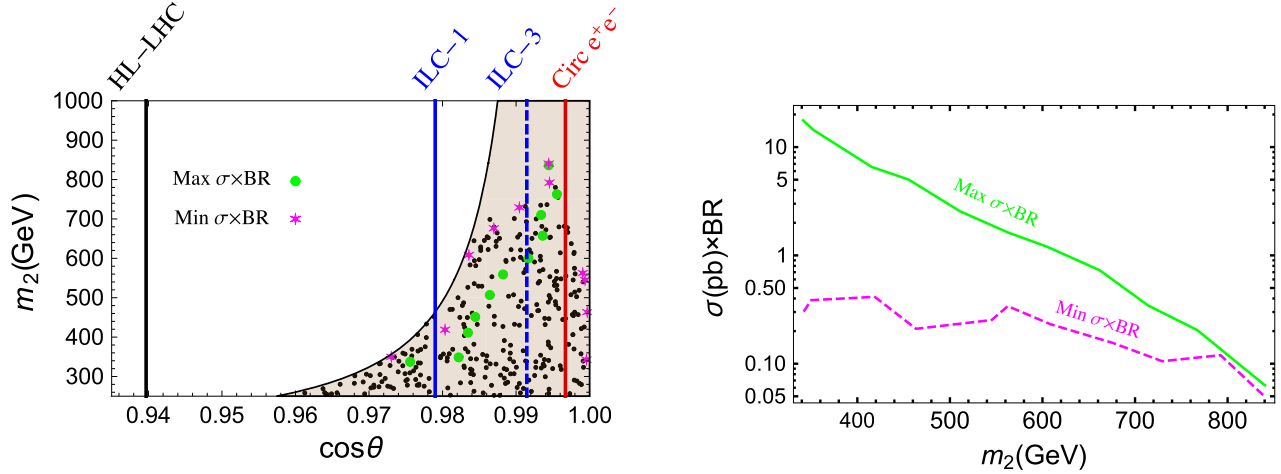 HL−LHC
ILC−1
ILC−3
Circ e⁺e⁻
1000
900
800
700
600
500
400
300
m₂(GeV)
Max σ×BR
Min σ×BR
0.94 0.95 0.96 0.97 0.98 0.99 1.00
cosθ
10
5
1
0.50
0.10
0.05
σ(pb)×BR
Max σ×BR
Min σ×BR
400 500 600 700 800
m₂(GeV)